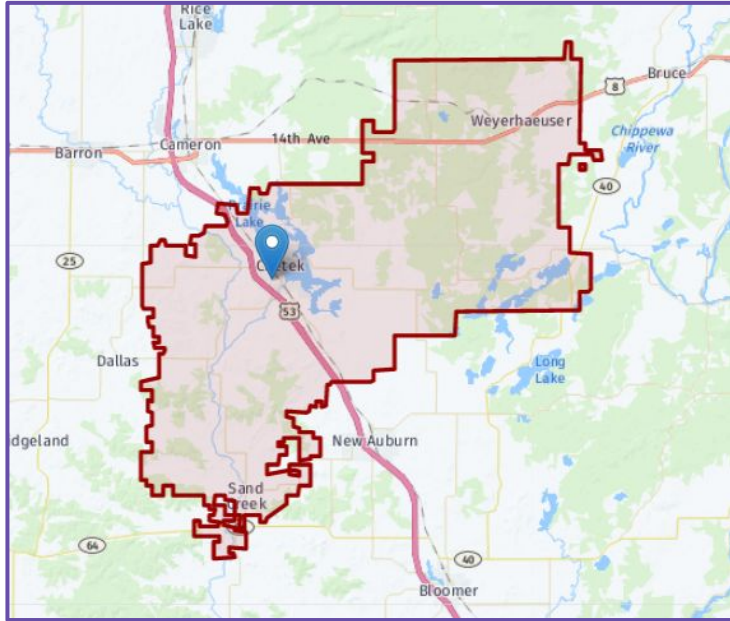 Rice
Lake
Bruce
8
Weyerhaeuser
Chippewa
River
14th Ave
Cameron
Barron
40
Prairie
Lake
25
Chetek
53
Dallas
Long
Lake
dgeland
New Auburn
Sand
Creek
64
40
Bloomer